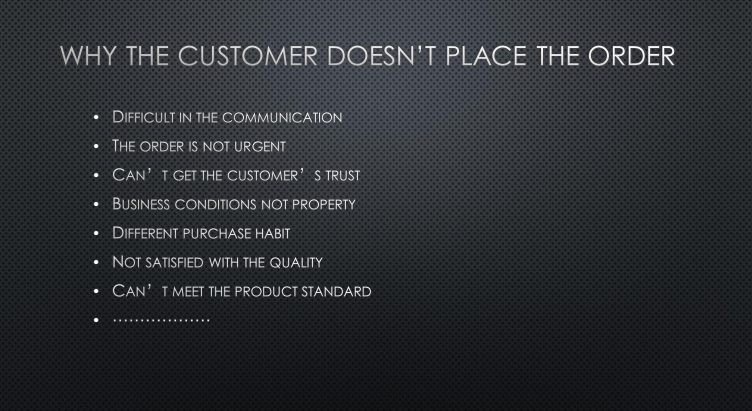 WHY THE CUSTOMER DOESN'T PLACE THE ORDER
• DIFFICULT IN THE COMMUNICATION
• THE ORDER IS NOT URGENT
• CAN’T GET THE CUSTOMER’S TRUST
• BUSINESS CONDITIONS NOT PROPERTY
• DIFFERENT PURCHASE HABIT
• NOT SATISFIED WITH THE QUALITY
• CAN’T MEET THE PRODUCT STANDARD
• ………………